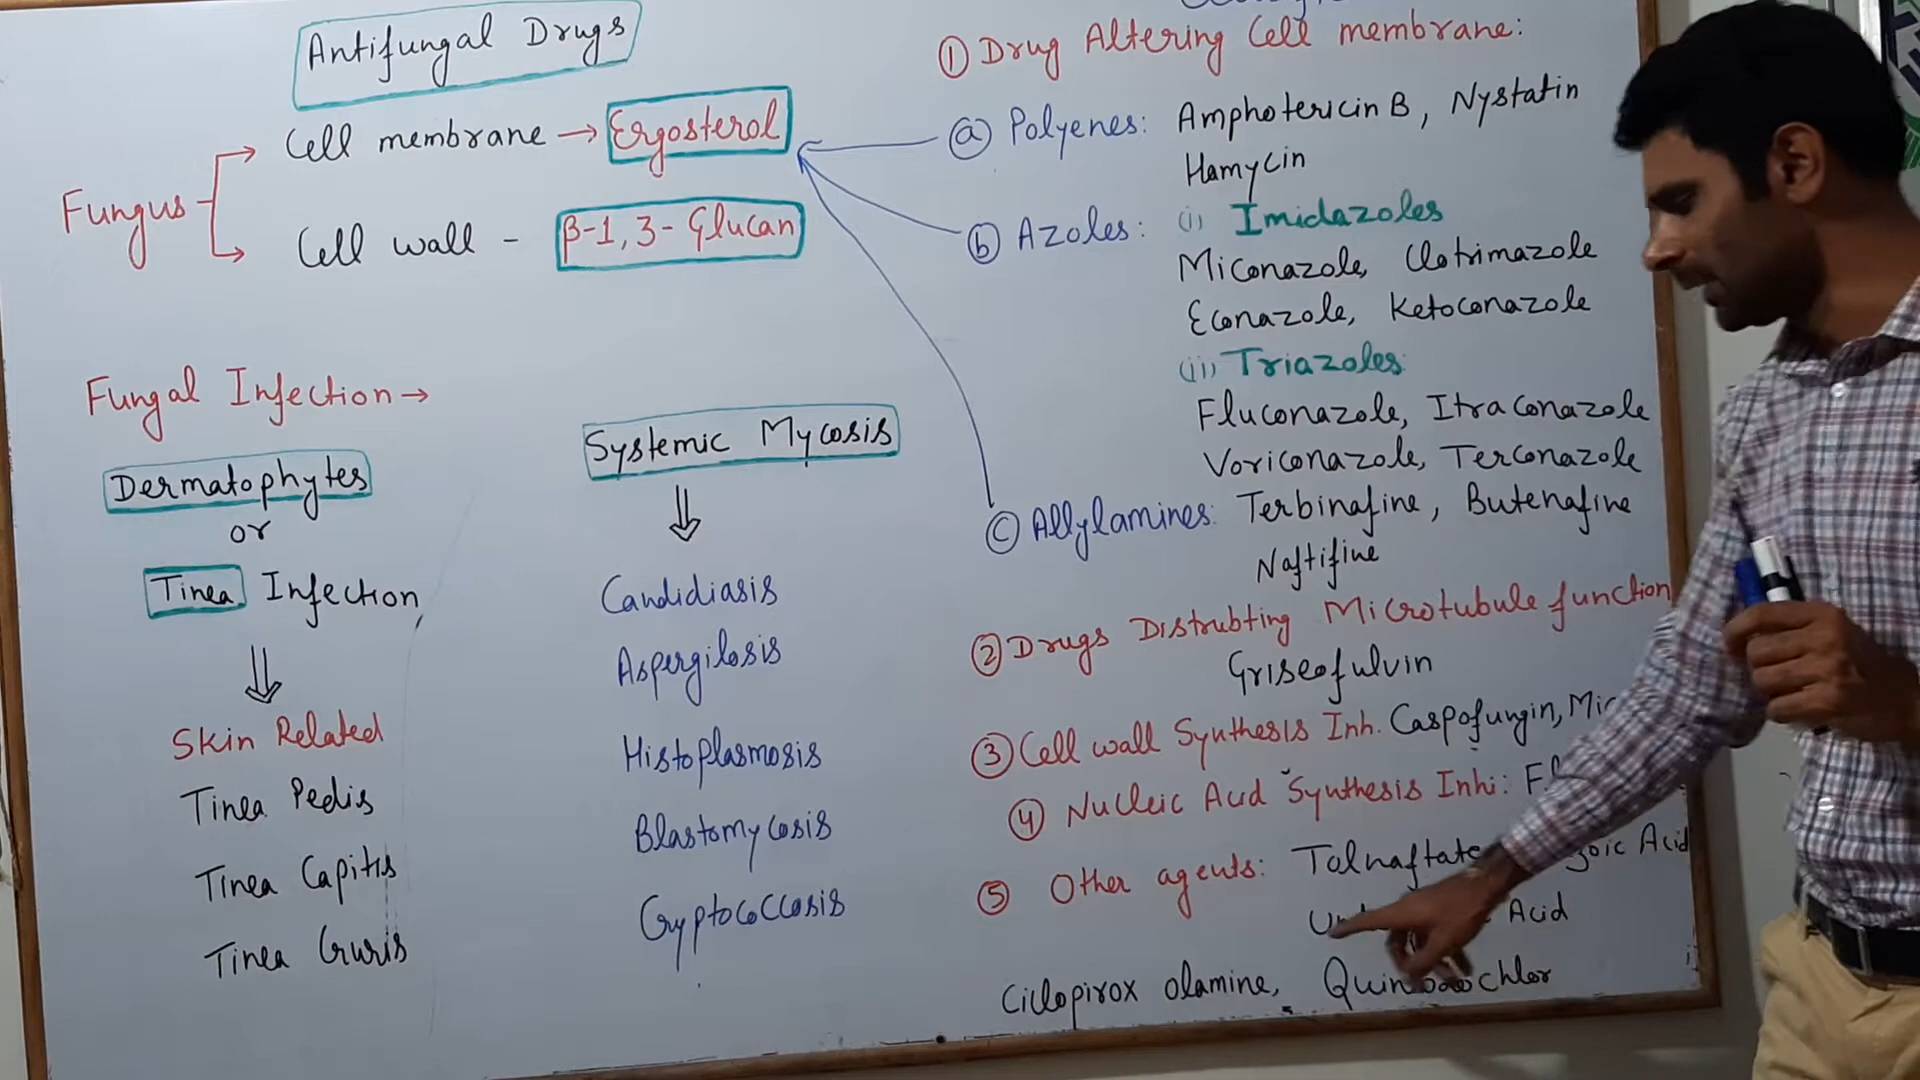 Antifungal Drugs
Fungus
Cell membrane → Ergosterol
Cell wall - β-1,3-Glucan
Fungal Infection →
Dermatophytes
or
Tinea Infection
Skin Related
Tinea Pedis
Tinea Capitis
Tinea Cruris
Systemic Mycosis
Candidiasis
Aspergilosis
Histoplasmosis
Blastomycosis
Cryptococcosis
① Drug Altering Cell membrane:
ⓐ Polyenes: Amphotericin B, Nystatin
Hamycin
ⓑ Azoles: (i) Imidazoles
Miconazole, Clotrimazole
Econazole, Ketoconazole
(ii) Triazoles:
Fluconazole, Itraconazole
Voriconazole, Terconazole
ⓒ Allylamines: Terbinafine, Butenafine
Naftifine
② Drugs Distrubting Microtubule function
Griseofulvin
③ Cell wall Synthesis Inh. Caspofungin, Mic
④ Nucleic Acid Synthesis Inhi: Fl
⑤ Other agents: Tolnaftate Acid
Acid
Ciclopirox olamine,